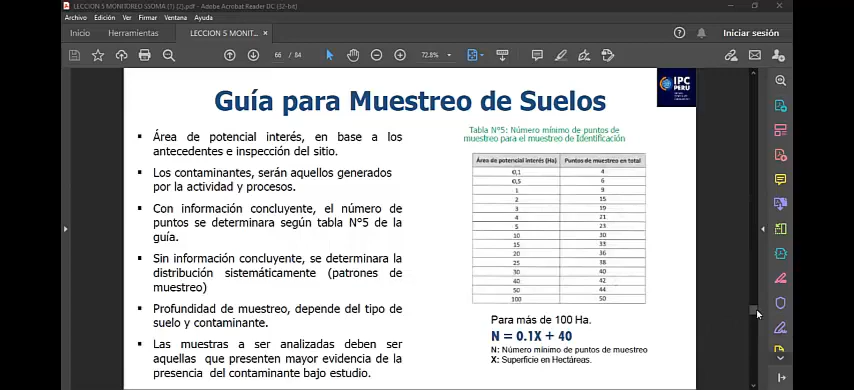 LECCION 5 MONITOREO SSOMA (1) [2].pdf - Adobe Acrobat Reader DC (32-bit)
Archivo Edición Ver Firmar Ventana Ayuda
Inicio Herramientas LECCION 5 MONIT... × Iniciar sesión
66 / 84 72.8%
IPC
PERU
Guía para Muestreo de Suelos
▪ Área de potencial interés, en base a los
antecedentes e inspección del sitio.
▪ Los contaminantes, serán aquellos generados
por la actividad y procesos.
▪ Con información concluyente, el número de
puntos se determinara según tabla N°5 de la
guía.
▪ Sin información concluyente, se determinara la
distribución sistemáticamente (patrones de
muestreo)
▪ Profundidad de muestreo, depende del tipo de
suelo y contaminante.
▪ Las muestras a ser analizadas deben ser
aquellas que presenten mayor evidencia de la
presencia del contaminante bajo estudio.
Tabla N°5: Número mínimo de puntos de
muestreo para el muestreo de Identificación
Área de potencial interés (Ha) Puntos de muestreo en total
0,1 4
0,5 6
1 9
2 15
3 19
4 21
5 23
10 30
15 33
20 36
25 38
30 40
40 42
50 44
100 50
Para más de 100 Ha.
N = 0.1X + 40
N: Número mínimo de puntos de muestreo
X: Superficie en Hectáreas.